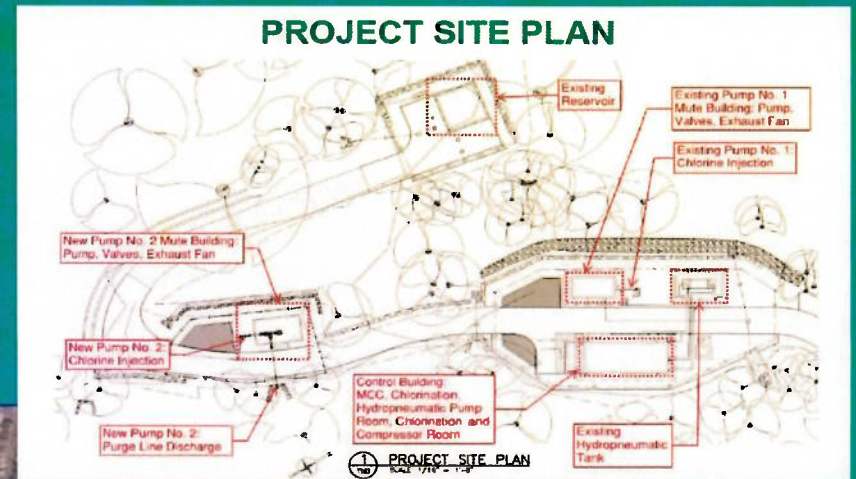 PROJECT SITE PLAN
Existing
Reservoir
Existing Pump No. 1
Mute Building: Pump,
Valves, Exhaust Fan
Existing Pump No. 1:
Chlorine Injection
New Pump No. 2 Mute Building:
Pump, Valves, Exhaust Fan
New Pump No. 2:
Chlorine Injection
New Pump No. 2:
Purge Line Discharge
Control Building:
MCC, Chlorination
Hydropneumatic Pump
Room, Chlorination and
Compressor Room
Existing
Hydropneumatic
Tank
1 PROJECT SITE PLAN
SCALE